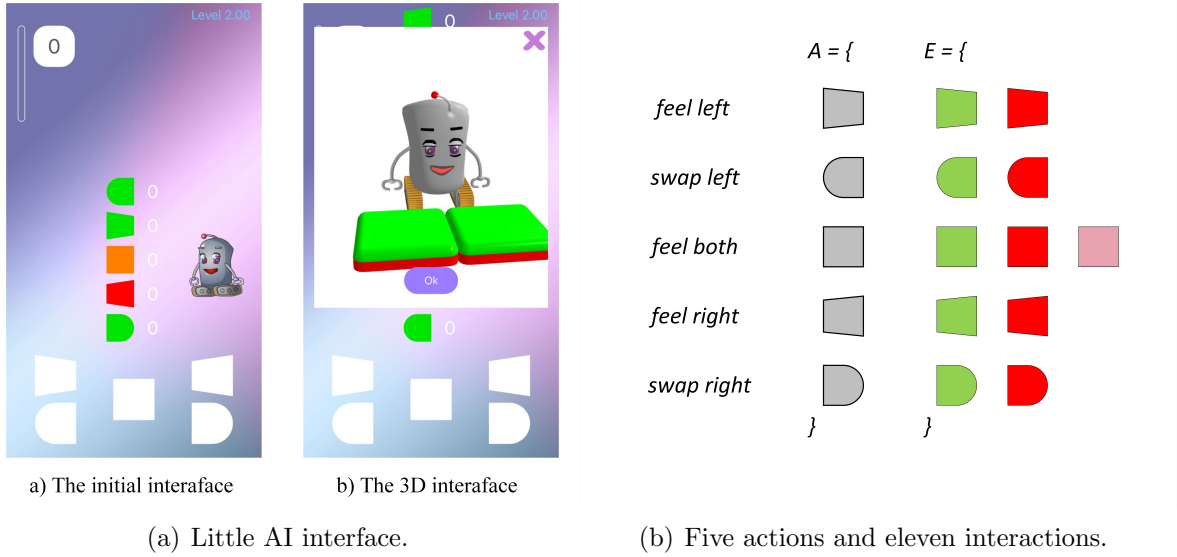 Level 2.00
0
0
0
0
0
0
a) The initial interaface
Level 2.00
0
Ok
0
b) The 3D interaface
(a) Little AI interface.
A = {
E = {
feel left
swap left
feel both
feel right
swap right
}
}
(b) Five actions and eleven interactions.